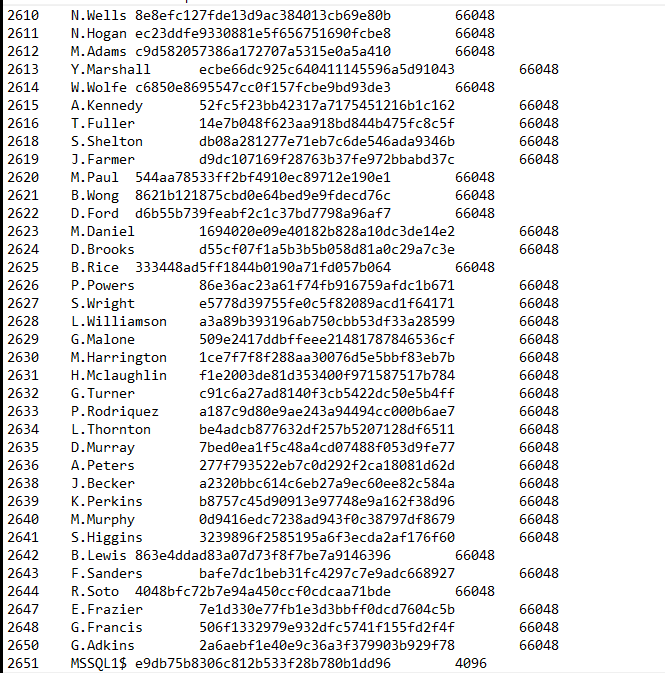 2610 N.Wells 8e8efc127fde13d9ac384013cb69e80b 66048
2611 N.Hogan ec23ddfe9330881e5f656751690fcbe8 66048
2612 M.Adams c9d582057386a172707a5315e0a5a410 66048
2613 Y.Marshall ecbe66dc925c640411145596a5d91043 66048
2614 W.Wolfe c6850e8695547cc0f157fcbe9bd93de3 66048
2615 A.Kennedy 52fc5f23bb42317a7175451216b1c162 66048
2616 T.Fuller 14e7b048f623aa918bd844b475fc8c5f 66048
2618 S.Shelton db08a281277e71eb7c6de546ada9346b 66048
2619 J.Farmer d9dc107169f28763b37fe972bbabd37c 66048
2620 M.Paul 544aa78533ff2bf4910ec89712e190e1 66048
2621 B.Wong 8621b121875cbd0e64bed9e9fdecd76c 66048
2622 D.Ford d6b55b739feabf2c1c37bd7798a96af7 66048
2623 M.Daniel 1694020e09e40182b828a10dc3de14e2 66048
2624 D.Brooks d55cf07f1a5b3b5b058d81a0c29a7c3e 66048
2625 B.Rice 333448ad5ff1844b0190a71fd057b064 66048
2626 P.Powers 86e36ac23a61f74fb916759afdc1b671 66048
2627 S.Wright e5778d39755fe0c5f82089acd1f64171 66048
2628 L.Williamson a3a89b393196ab750cbb53df33a28599 66048
2629 G.Malone 509e2417ddbffeee21481787846536cf 66048
2630 M.Harrington 1ce7f7f8f288aa30076d5e5bbf83eb7b 66048
2631 H.Mclaughlin f1e2003de81d353400f971587517b784 66048
2632 G.Turner c91c6a27ad8140f3cb5422dc50e5b4ff 66048
2633 P.Rodriquez a187c9d80e9ae243a94494cc000b6ae7 66048
2634 L.Thornton be4adcb877632df257b5207128df6511 66048
2635 D.Murray 7bed0ea1f5c48a4cd07488f053d9fe77 66048
2636 A.Peters 277f793522eb7c0d292f2ca18081d62d 66048
2638 J.Becker a2320bbc614c6eb27a9ec60ee82c584a 66048
2639 K.Perkins b8757c45d90913e97748e9a162f38d96 66048
2640 M.Murphy 0d9416edc7238ad943f0c38797df8679 66048
2641 S.Higgins 3239896f2585195a6f3ecda2af176f60 66048
2642 B.Lewis 863e4ddad83a07d73f8f7be7a9146396 66048
2643 F.Sanders bafe7dc1beb31fc4297c7e9adc668927 66048
2644 R.Soto 4048bfc72b7e94a450ccf0cdcaa71bde 66048
2647 E.Frazier 7e1d330e77fb1e3d3bbff0dcd7604c5b 66048
2648 G.Francis 506f1332979e932dfc5741f155fd2f4f 66048
2650 G.Adkins 2a6aebf1e40e9c36a3f379903b929f78 66048
2651 MSSQL1$ e9db75b8306c812b533f28b780b1dd96 4096